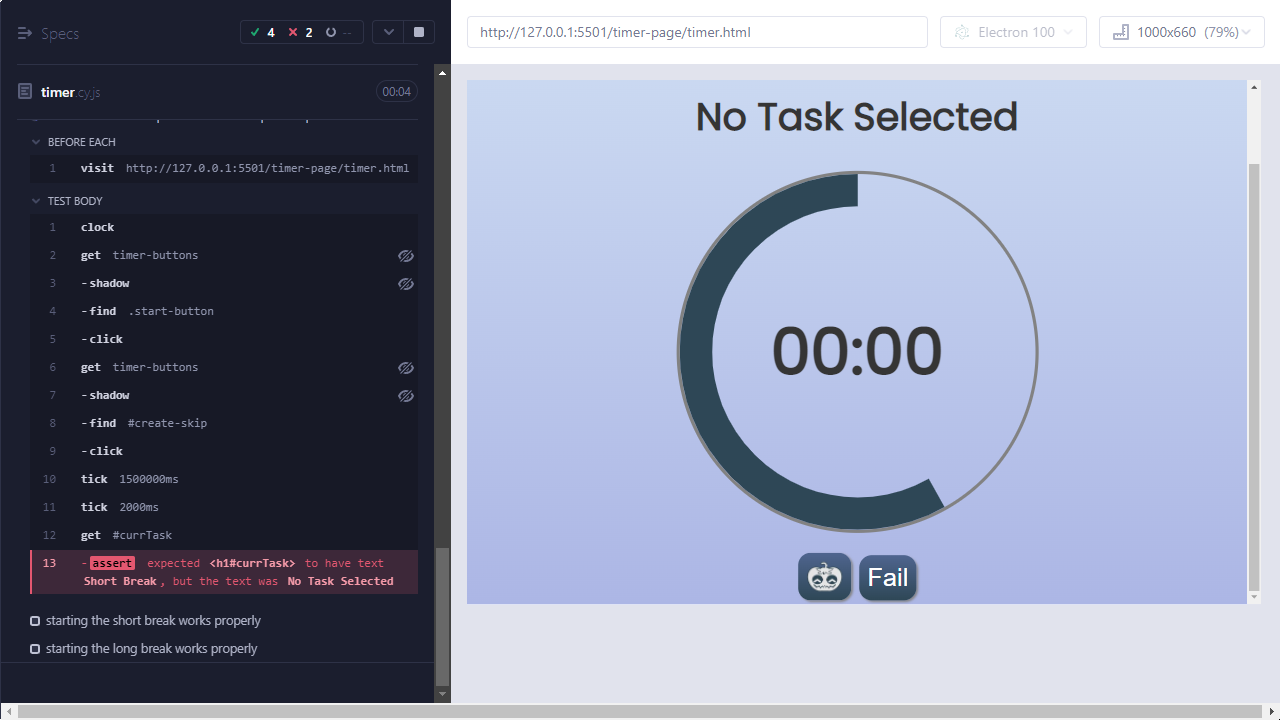 Specs
4 2 --
timer.cy.js 00:04
BEFORE EACH
1 visit http://127.0.0.1:5501/timer-page/timer.html
TEST BODY
1 clock
2 get timer-buttons
3 -shadow
4 -find .start-button
5 -click
6 get timer-buttons
7 -shadow
8 -find #create-skip
9 -click
10 tick 1500000ms
11 tick 2000ms
12 get #currTask
13 -assert expected <h1#currTask> to have text
Short Break, but the text was No Task Selected
starting the short break works properly
starting the long break works properly
http://127.0.0.1:5501/timer-page/timer.html
Electron 100
1000x660 (79%)
No Task Selected
00:00
Fail